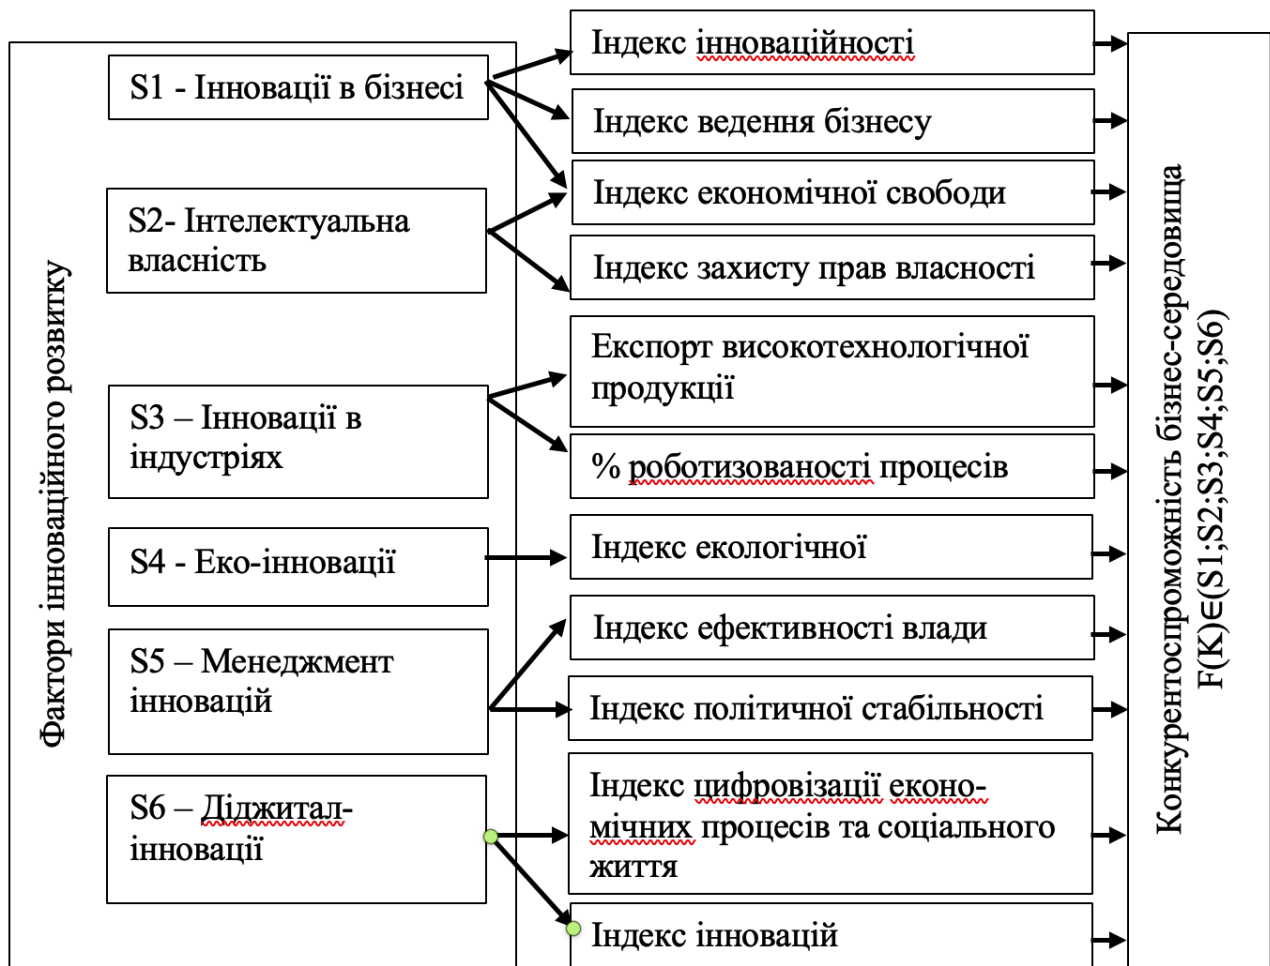 Фактори інноваційного розвитку
S1 - Інновації в бізнесі
S2- Інтелектуальна
власність
S3 – Інновації в
індустріях
S4 - Еко-інновації
S5 – Менеджмент
інновацій
S6 – Діджитал-
інновації
Індекс інноваційності
Індекс ведення бізнесу
Індекс економічної свободи
Індекс захисту прав власності
Експорт високотехнологічної
продукції
% роботизованості процесів
Індекс екологічної
Індекс ефективності влади
Індекс політичної стабільності
Індекс цифровізації еконо-
мічних процесів та соціального
життя
Індекс інновацій
Конкурентоспроможність бізнес-середовища
F(K)∈(S1;S2;S3;S4;S5;S6)